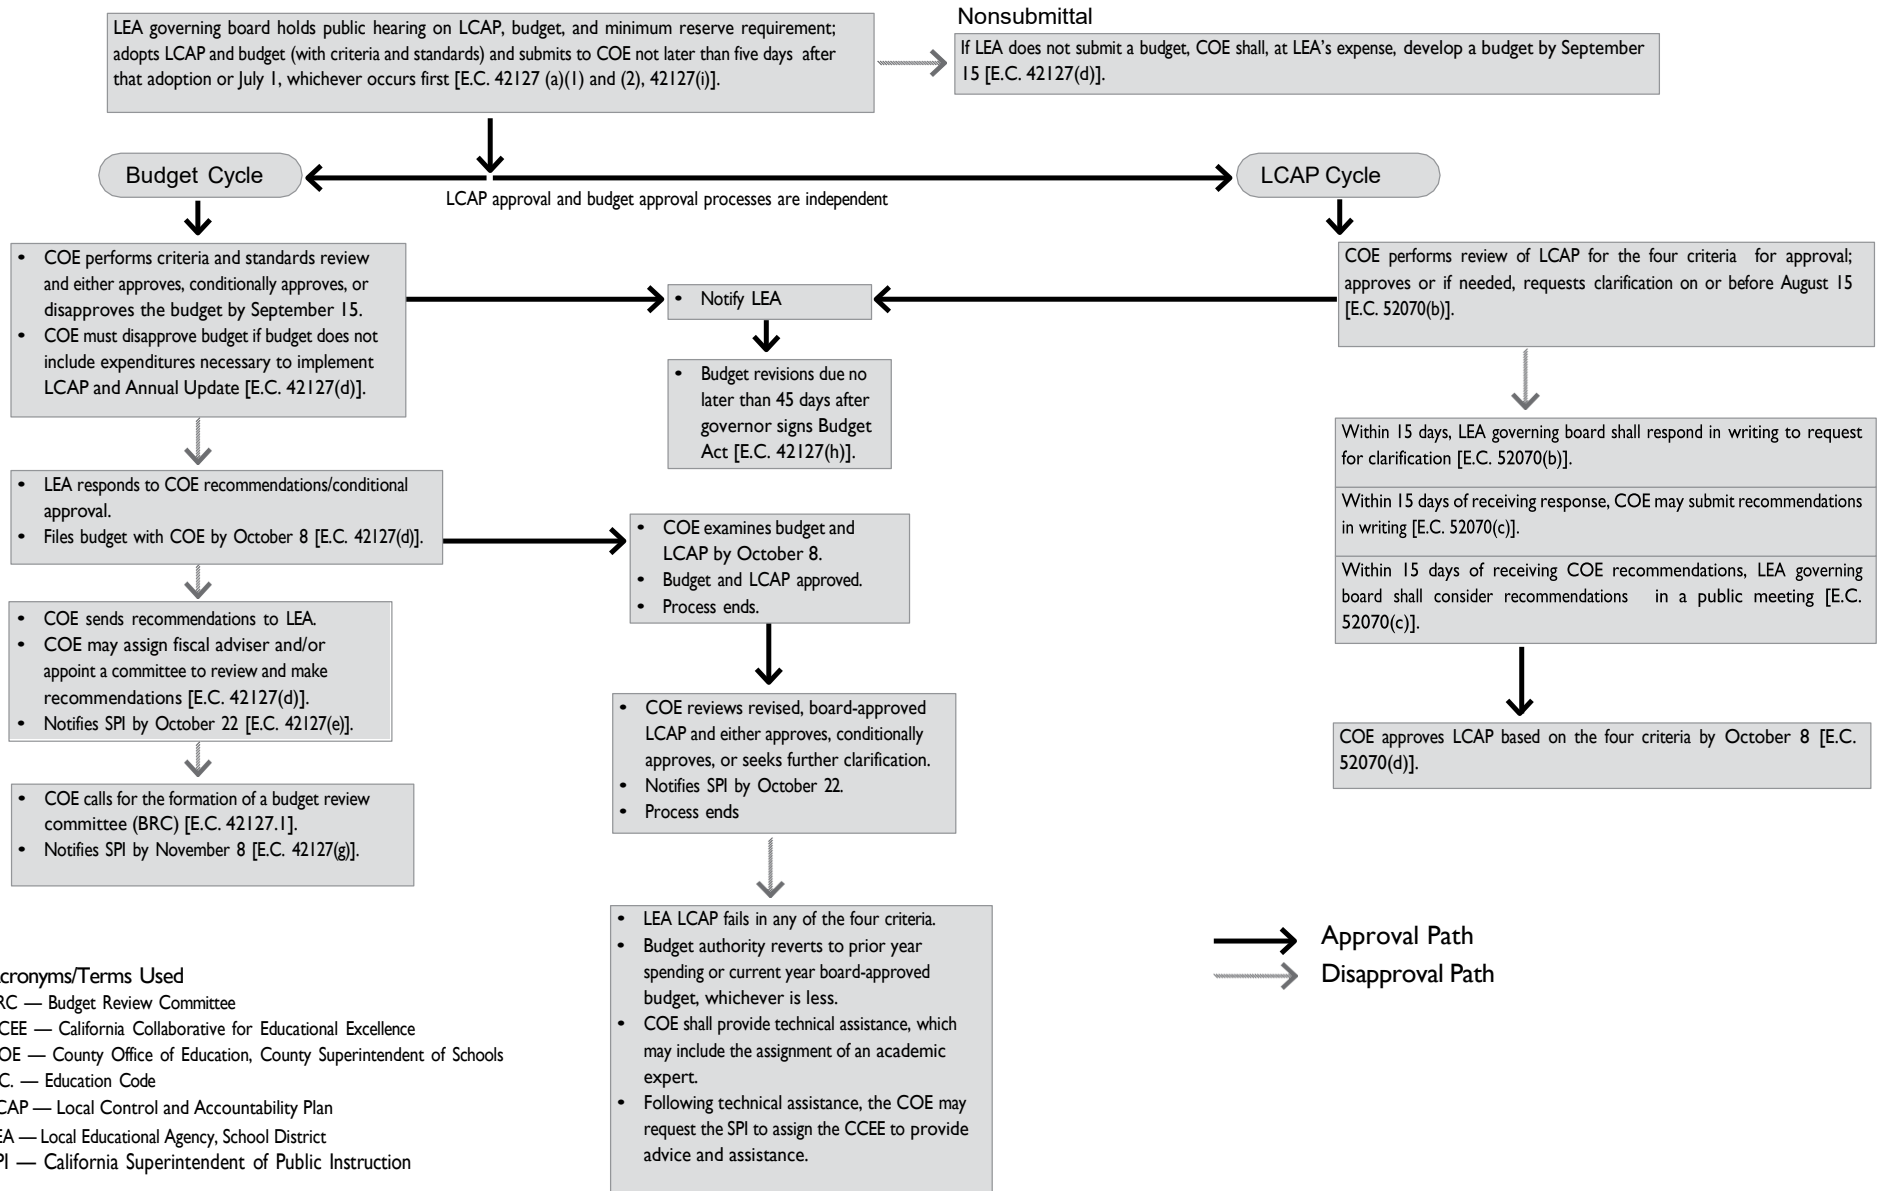 LEA governing board holds public hearing on LCAP, budget, and minimum reserve requirement;
adopts LCAP and budget (with criteria and standards) and submits to COE not later than five days after
that adoption or July 1, whichever occurs first [E.C. 42127 (a)(1) and (2), 42127(i)].
Nonsubmittal
If LEA does not submit a budget, COE shall, at LEA's expense, develop a budget by September
15 [E.C. 42127(d)].
Budget Cycle
LCAP approval and budget approval processes are independent
LCAP Cycle
• COE performs criteria and standards review
and either approves, conditionally approves, or
disapproves the budget by September 15.
• COE must disapprove budget if budget does not
include expenditures necessary to implement
LCAP and Annual Update [E.C. 42127(d)].
• Notify LEA
COE performs review of LCAP for the four criteria for approval;
approves or if needed, requests clarification on or before August 15
[E.C. 52070(b)].
• Budget revisions due no
later than 45 days after
governor signs Budget
Act [E.C. 42127(h)].
Within 15 days, LEA governing board shall respond in writing to request
for clarification [E.C. 52070(b)].
Within 15 days of receiving response, COE may submit recommendations
in writing [E.C. 52070(c)].
Within 15 days of receiving COE recommendations, LEA governing
board shall consider recommendations in a public meeting [E.C.
52070(c)].
• LEA responds to COE recommendations/conditional
approval.
• Files budget with COE by October 8 [E.C. 42127(d)].
• COE examines budget and
LCAP by October 8.
• Budget and LCAP approved.
• Process ends.
• COE sends recommendations to LEA.
• COE may assign fiscal adviser and/or
appoint a committee to review and make
recommendations [E.C. 42127(d)].
• Notifies SPI by October 22 [E.C. 42127(e)].
• COE reviews revised, board-approved
LCAP and either approves, conditionally
approves, or seeks further clarification.
• Notifies SPI by October 22.
• Process ends
COE approves LCAP based on the four criteria by October 8 [E.C.
52070(d)].
• COE calls for the formation of a budget review
committee (BRC) [E.C. 42127.1].
• Notifies SPI by November 8 [E.C. 42127(g)].
• LEA LCAP fails in any of the four criteria.
• Budget authority reverts to prior year
spending or current year board-approved
budget, whichever is less.
• COE shall provide technical assistance, which
may include the assignment of an academic
expert.
• Following technical assistance, the COE may
request the SPI to assign the CCEE to provide
advice and assistance.
Approval Path
Disapproval Path
cronyms/Terms Used
RC — Budget Review Committee
CEE — California Collaborative for Educational Excellence
OE — County Office of Education, County Superintendent of Schools
.C. — Education Code
CAP — Local Control and Accountability Plan
EA — Local Educational Agency, School District
PI — California Superintendent of Public Instruction